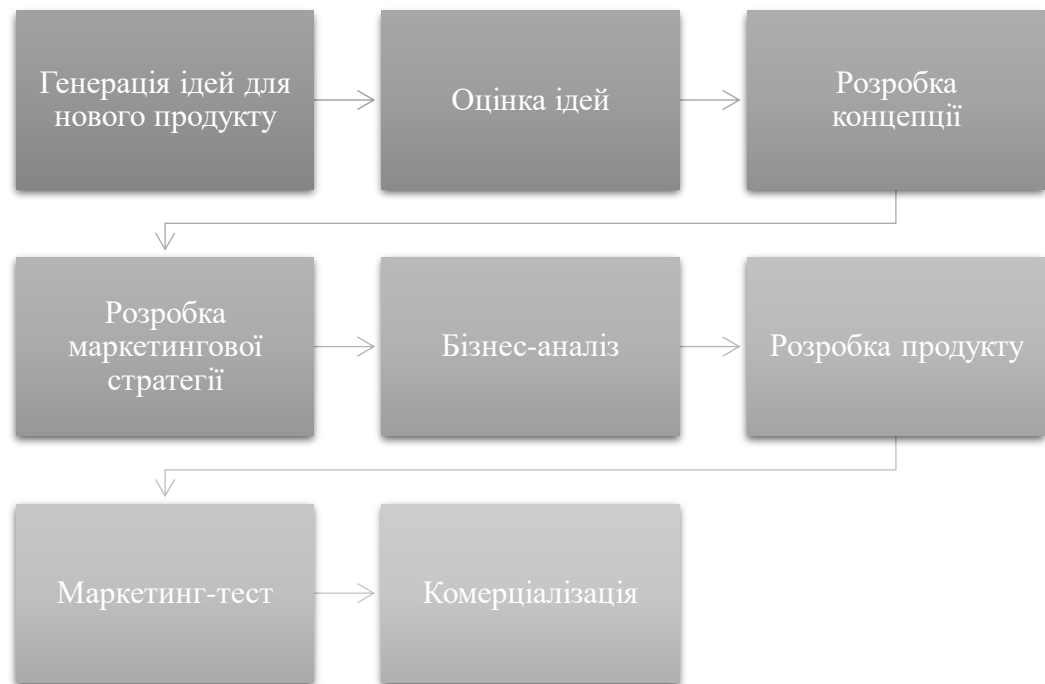 Генерація ідей для
нового продукту
Оцінка ідей
Розробка
концепції
Розробка
маркетингової
стратегії
Бізнес-аналіз
Розробка продукту
Маркетинг-тест
Комерціалізація